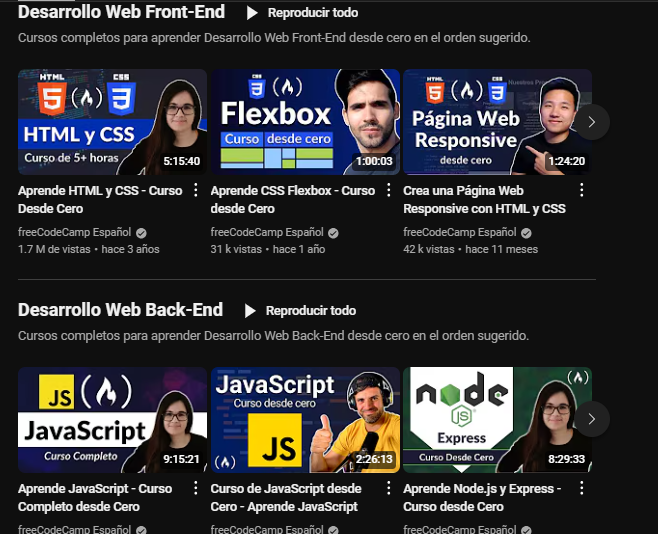 Desarrollo Web Front-End Reproducir todo
Cursos completos para aprender Desarrollo Web Front-End desde cero en el orden sugerido.
HTML CSS
5 3
HTML y CSS
Curso de 5+ horas
5:15:40
CSS
3
Flexbox
Curso desde cero
1:00:03
HTML CSS
5 3
Página Web
Responsive
desde cero
1:24:20
Aprende HTML y CSS - Curso
Desde Cero
freeCodeCamp Español
1.7 M de vistas • hace 3 años
Aprende CSS Flexbox - Curso
desde Cero
freeCodeCamp Español
31 k vistas • hace 1 año
Crea una Página Web
Responsive con HTML y CSS
freeCodeCamp Español
42 k vistas • hace 11 meses
Desarrollo Web Back-End Reproducir todo
Cursos completos para aprender Desarrollo Web Back-End desde cero en el orden sugerido.
JS
JavaScript
Curso Completo
9:15:21
JavaScript
Curso desde cero
JS
2:26:13
node
JS
Express
Curso Desde Cero
8:29:33
Aprende JavaScript - Curso
Completo desde Cero
freeCodeCamp Español
Curso de JavaScript desde
Cero - Aprende JavaScript
freeCodeCamp Español
Aprende Node.js y Express -
Curso desde Cero
freeCodeCamp Español